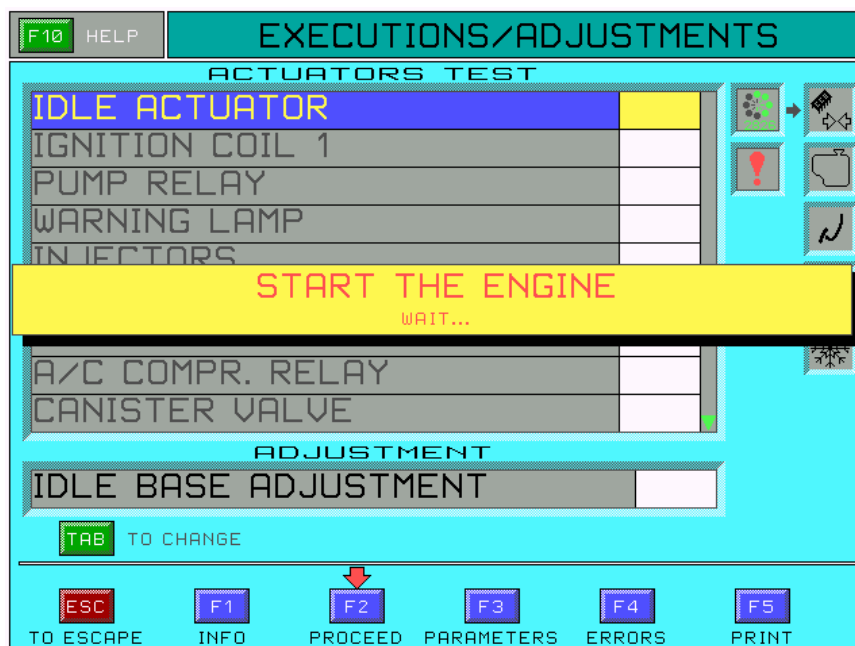 F10 HELP EXECUTIONS/ADJUSTMENTS
ACTUATORS TEST
IDLE ACTUATOR
IGNITION COIL 1
PUMP RELAY
WARNING LAMP
INJECTORS
START THE ENGINE
WAIT...
A/C COMPR. RELAY
CANISTER VALVE
ADJUSTMENT
IDLE BASE ADJUSTMENT
TAB TO CHANGE
ESC F1 F2 F3 F4 F5
TO ESCAPE INFO PROCEED PARAMETERS ERRORS PRINT